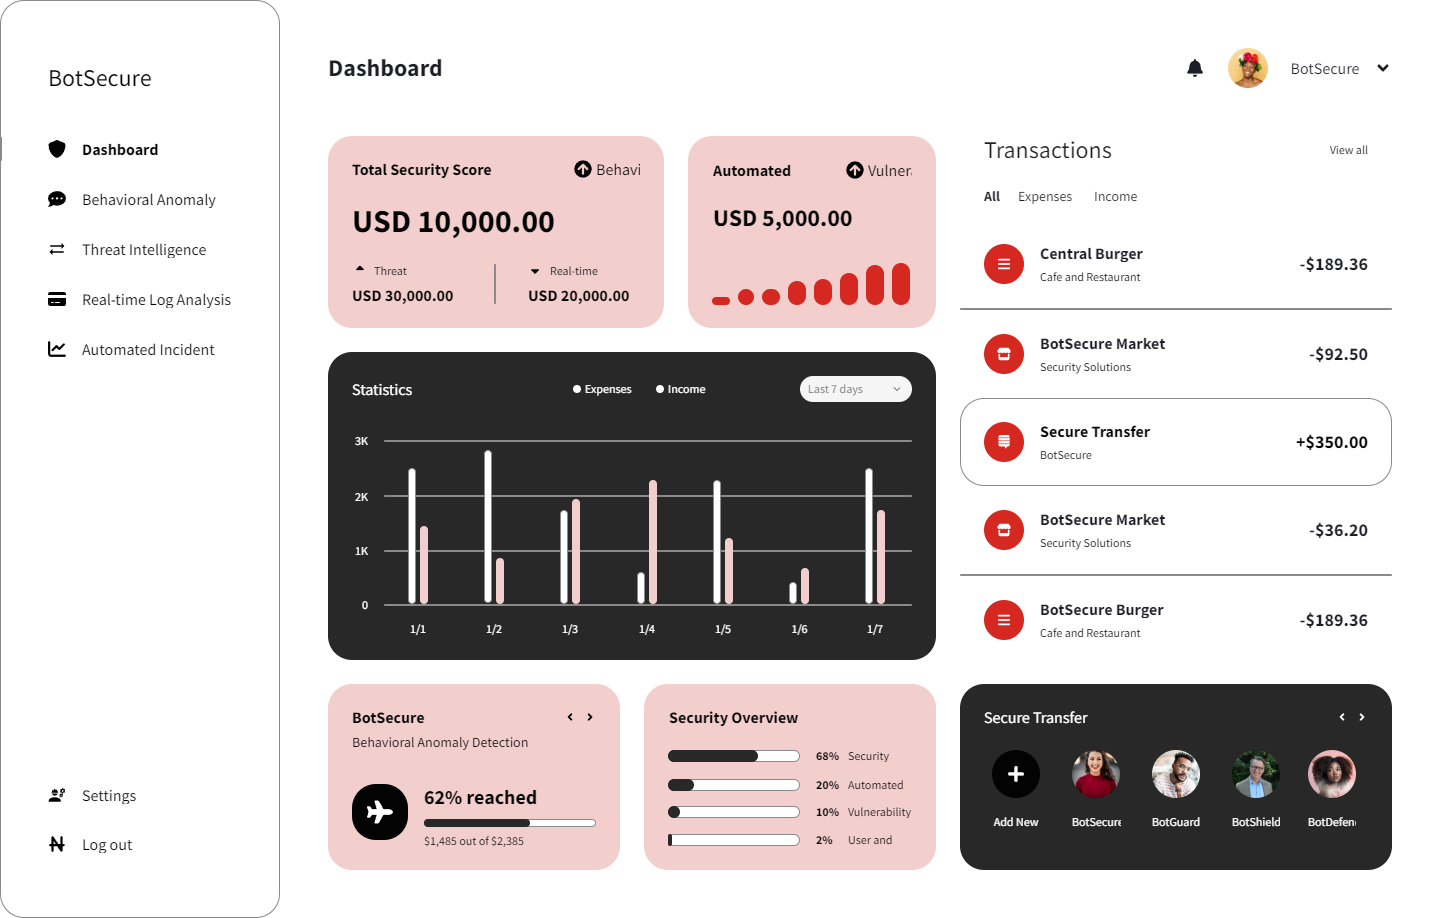 BotSecure
Dashboard
Behavioral Anomaly
Threat Intelligence
Real-time Log Analysis
Automated Incident
Settings
Log out
Dashboard
BotSecure
Total Security Score
Behavi
USD 10,000.00
Threat
USD 30,000.00
Real-time
USD 20,000.00
Automated
Vulner
USD 5,000.00
Statistics
Expenses
Income
Last 7 days
3K
2K
1K
0
1/1
1/2
1/3
1/4
1/5
1/6
1/7
BotSecure
Behavioral Anomaly Detection
62% reached
$1,485 out of $2,385
Security Overview
68% Security
20% Automated
10% Vulnerability
2% User and
Transactions
View all
All
Expenses
Income
Central Burger
Cafe and Restaurant
-$189.36
BotSecure Market
Security Solutions
-$92.50
Secure Transfer
BotSecure
+$350.00
BotSecure Market
Security Solutions
-$36.20
BotSecure Burger
Cafe and Restaurant
-$189.36
Secure Transfer
Add New
BotSecure
BotGuard
BotShield
BotDefen